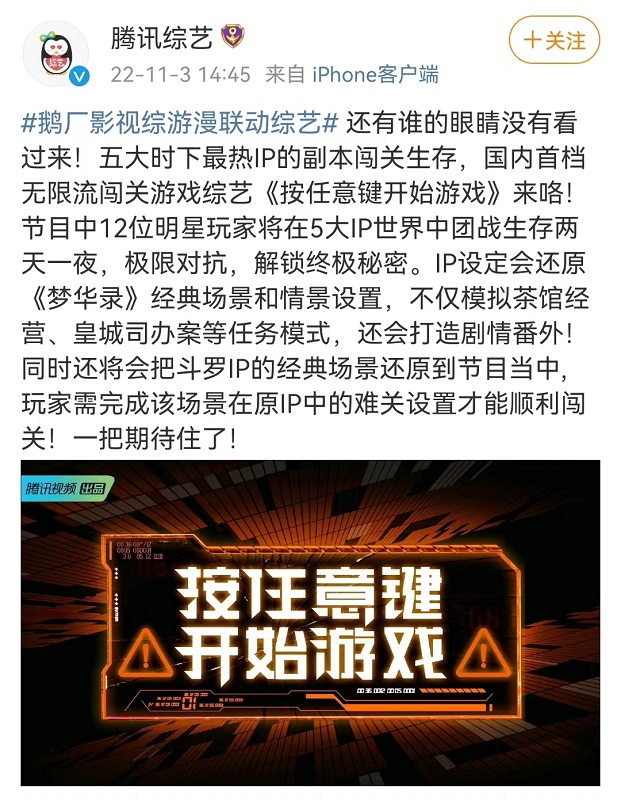 腾讯综艺
22-11-3 14:45 来自 iPhone客户端
+关注
#鹅厂影视综游漫联动综艺# 还有谁的眼睛没有看
过来！五大时下最热IP的副本闯关生存，国内首档
无限流闯关游戏综艺《按任意键开始游戏》来咯！
节目中12位明星玩家将在5大IP世界中团战生存两
天一夜，极限对抗，解锁终极秘密。IP设定会还原
《梦华录》经典场景和情景设置，不仅模拟茶馆经
营、皇城司办案等任务模式，还会打造剧情番外！
同时还将会把斗罗IP的经典场景还原到节目当中，
玩家需完成该场景在原IP中的难关设置才能顺利闯
关！一把期待住了！
腾讯视频 出品
按任意键
开始游戏
01